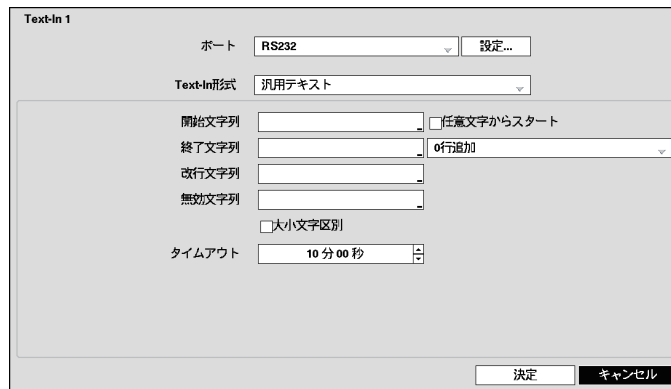 Text-In 1
ポート RS232 設定...
Text-In形式 汎用テキスト
開始文字列 任意文字からスタート
終了文字列 0行追加
改行文字列
無効文字列
大小文字区別
タイムアウト 10 分 00 秒
決定 キャンセル